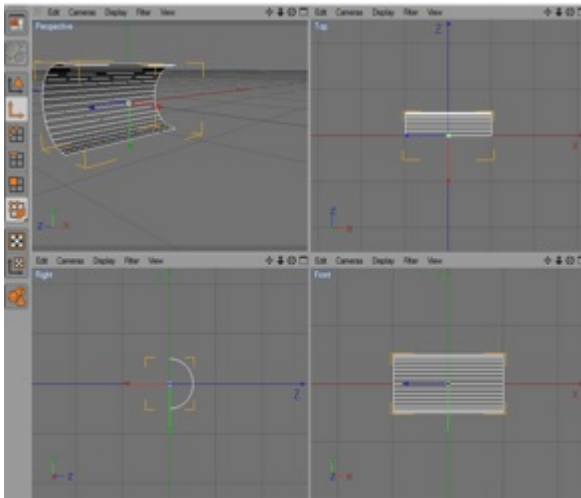 Edit Cameras Display Filter View
Perspective
Z X
Edit Cameras Display Filter View
Top
Z
X
Z
X
Edit Cameras Display Filter View
Right
Z
Y
Z
Edit Cameras Display Filter View
Front
X
Y
X